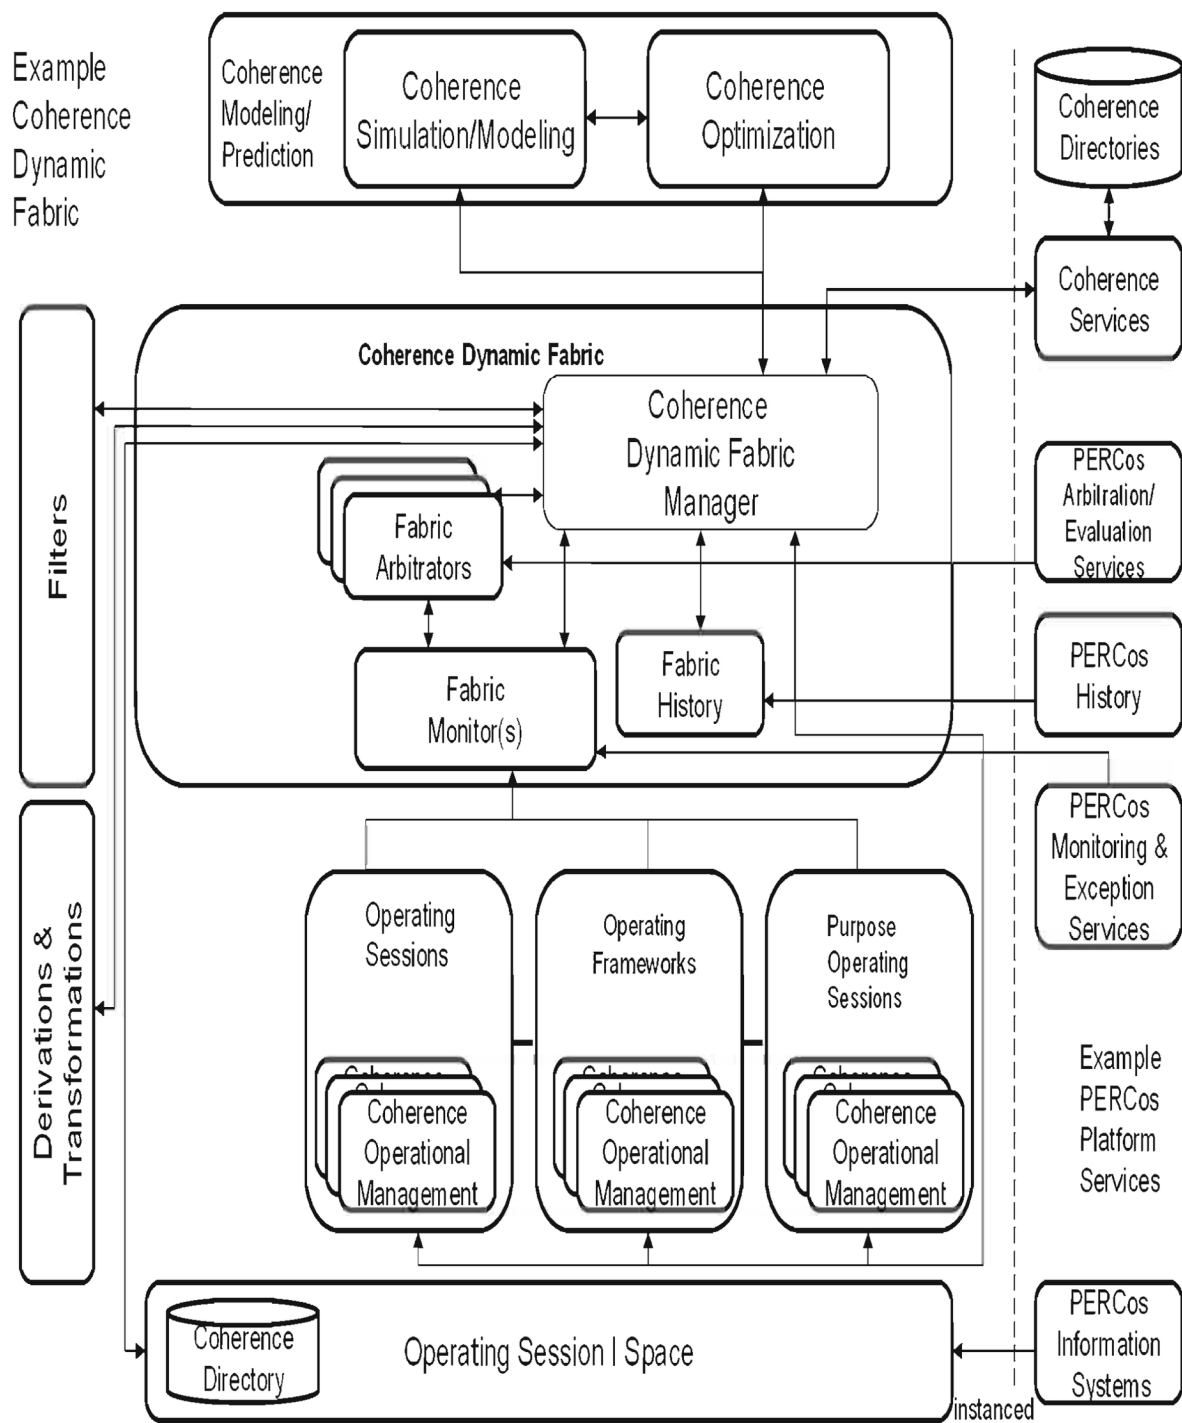 Example
Coherence
Dynamic
Fabric
Coherence
Modeling/
Prediction
Coherence
Simulation/Modeling
Coherence
Optimization
Coherence
Directories
Coherence
Services
Coherence Dynamic Fabric
Coherence
Dynamic Fabric
Manager
Filters
Fabric
Arbitrators
PERCos
Arbitration/
Evaluation
Services
Fabric
Monitor(s)
Fabric
History
PERCos
History
PERCos
Monitoring &
Exception
Services
Derivations &
Transformations
Operating
Sessions
Coherence
Coherence
Operational
Management
Operating
Frameworks
Coherence
Coherence
Operational
Management
Purpose
Operating
Sessions
Coherence
Coherence
Operational
Management
Example
PERCos
Platform
Services
Coherence
Directory
Operating Session I Space
PERCos
Information
Systems
instanced